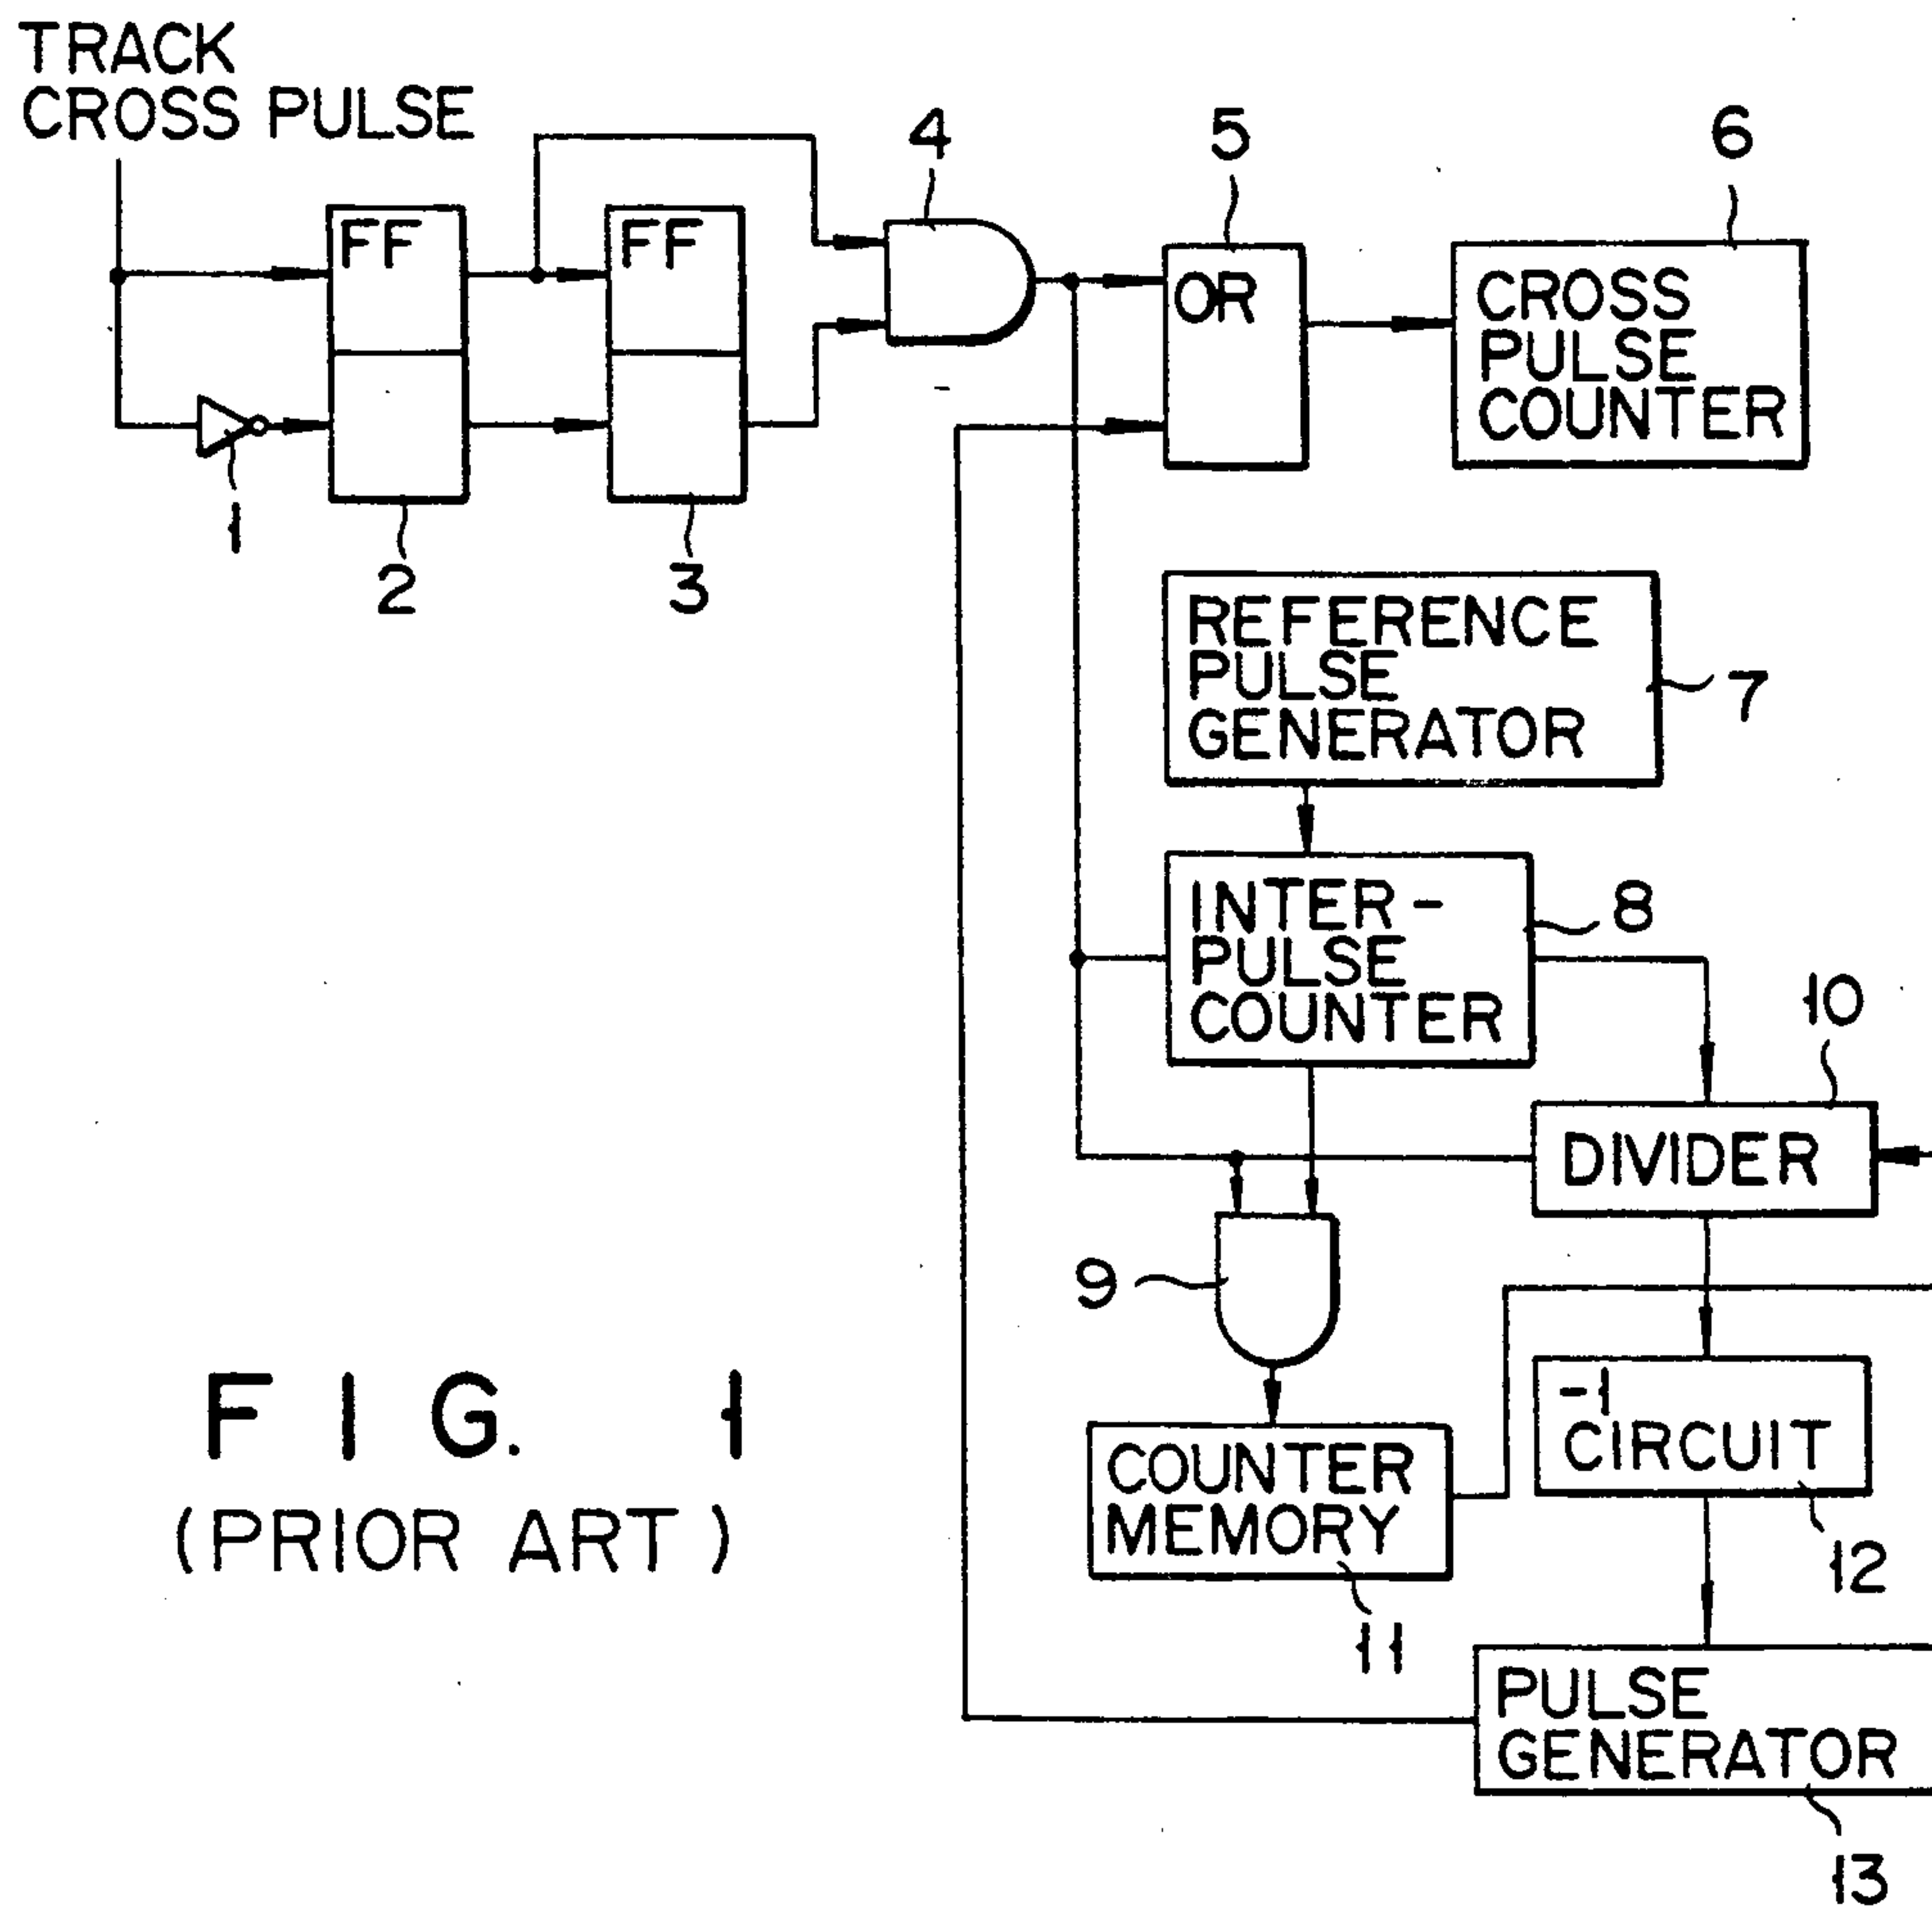 TRACK
CROSS PULSE
4
5
6
FF
FF
OR
CROSS
PULSE
COUNTER
1
2
3
REFERENCE
PULSE
GENERATOR
7
INTER-
PULSE
COUNTER
8
10
DIVIDER
9
-1
CIRCUIT
12
COUNTER
MEMORY
11
PULSE
GENERATOR
13
FIG. 1
(PRIOR ART)